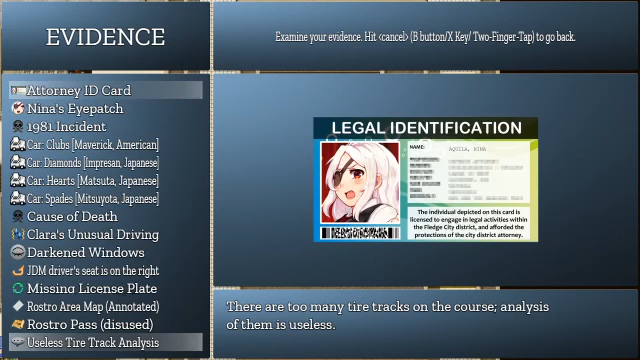 EVIDENCE
Examine your evidence. Hit <cancel> (B button/X Key/ Two-Finger-Tap) to go back.
Attorney ID Card
Nina's Eyepatch
1981 Incident
Car: Clubs [Maverick, American]
Car: Diamonds [Impresan, Japanese]
Car: Hearts [Matsuta, Japanese]
Car: Spades [Mitsuyota, Japanese]
Cause of Death
Clara's Unusual Driving
Darkened Windows
JDM driver's seat is on the right
Missing License Plate
Rostro Area Map (Annotated)
Rostro Pass (disused)
Useless Tire Track Analysis
LEGAL IDENTIFICATION
NAME: AQUILA, NINA
The individual depicted on this card is
licensed to engage in legal activities within
the Fledge City district, and afforded the
protections of the city district attorney.
There are too many tire tracks on the course; analysis
of them is useless.